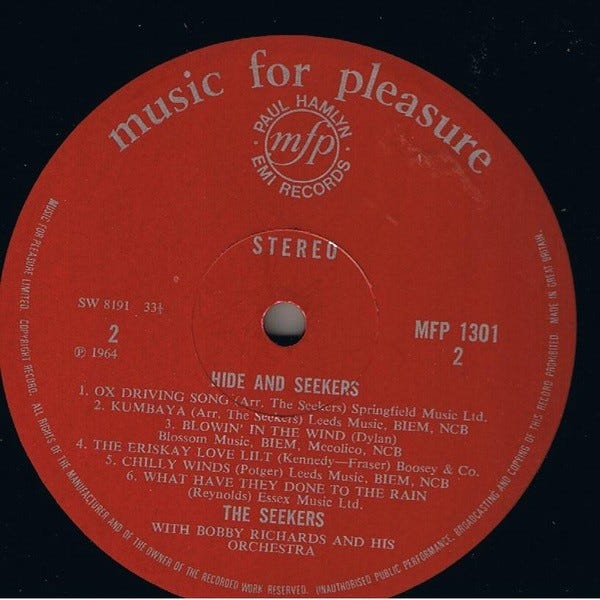 music for pleasure
PAUL HAMLYN
mfp
EMI RECORDS
STEREO
SW 8191 33⅓
2
℗ 1964
MFP 1301
2
HIDE AND SEEKERS
1. OX DRIVING SONG (Arr. The Seekers) Springfield Music Ltd.
2. KUMBAYA (Arr. The Seekers) Leeds Music, BIEM, NCB
3. BLOWIN' IN THE WIND (Dylan)
Blossom Music, BIEM, Mecolico, NCB
4. THE ERISKAY LOVE LILT (Kennedy—Fraser) Boosey & Co.
5. CHILLY WINDS (Potger) Leeds Music, BIEM, NCB
6. WHAT HAVE THEY DONE TO THE RAIN
(Reynolds) Essex Music Ltd.
THE SEEKERS
WITH BOBBY RICHARDS AND HIS
ORCHESTRA
MUSIC FOR PLEASURE LIMITED. COPYRIGHT RECORD. ALL RIGHTS OF THE MANUFACTURER AND OF THE OWNER OF THE RECORDED WORK RESERVED. UNAUTHORISED PUBLIC PERFORMANCE, BROADCASTING AND COPYING OF THIS RECORD PROHIBITED. MADE IN GREAT BRITAIN.